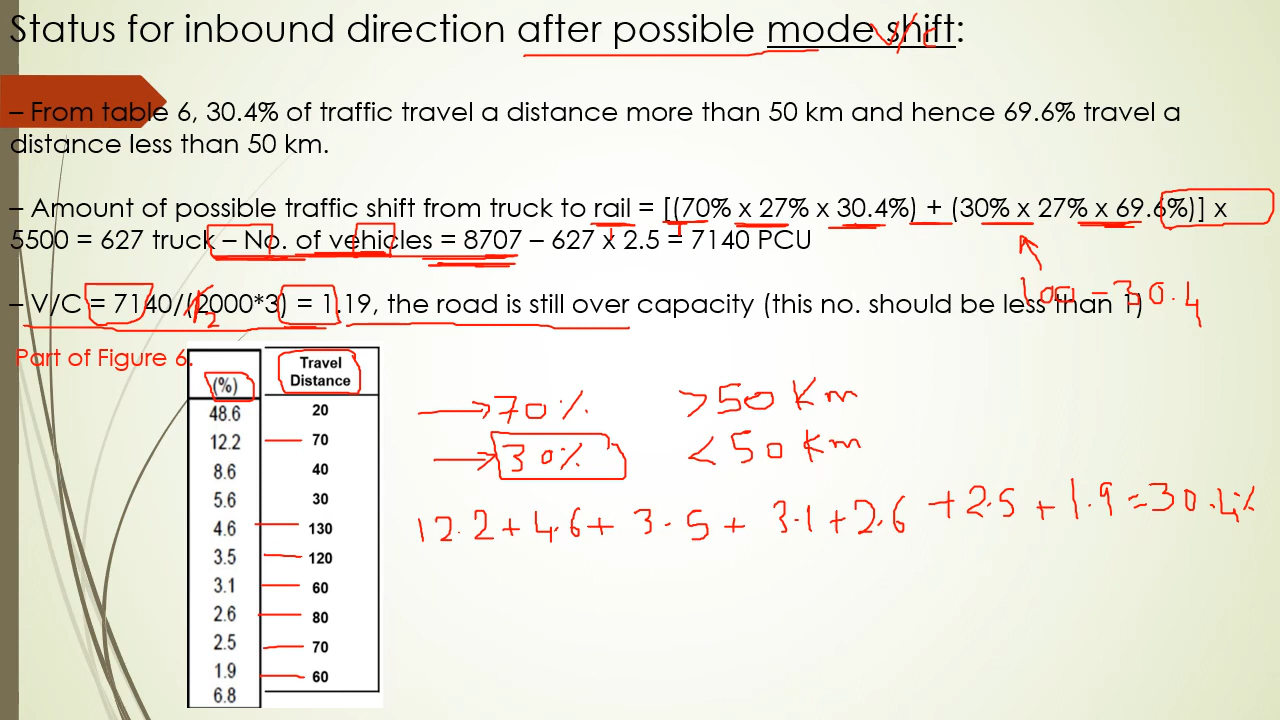 Status for inbound direction after possible mode shift:
V/C
– From table 6, 30.4% of traffic travel a distance more than 50 km and hence 69.6% travel a
distance less than 50 km.
– Amount of possible traffic shift from truck to rail = [(70% x 27% x 30.4%) + (30% x 27% x 69.6%)] x
5500 = 627 truck – No. of vehicles = 8707 – 627 x 2.5 = 7140 PCU
100 - 30.4
– V/C = 7140/(2000*3) = 1.19, the road is still over capacity (this no. should be less than 1)
Part of Figure 6.
(%) Travel Distance
48.6 20
12.2 70
8.6 40
5.6 30
4.6 130
3.5 120
3.1 60
2.6 80
2.5 70
1.9 60
6.8
70% >50 Km
30% <50 Km
12.2 + 4.6 + 3.5 + 3.1 + 2.6 + 2.5 + 1.9 = 30.4%